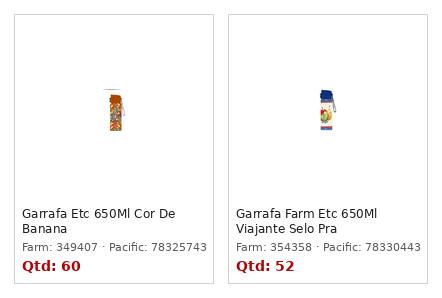 Garrafa Etc 650Ml Cor De
Banana
Farm: 349407 · Pacific: 78325743
Qtd: 60
Garrafa Farm Etc 650Ml
Viajante Selo Pra
Farm: 354358 · Pacific: 78330443
Qtd: 52